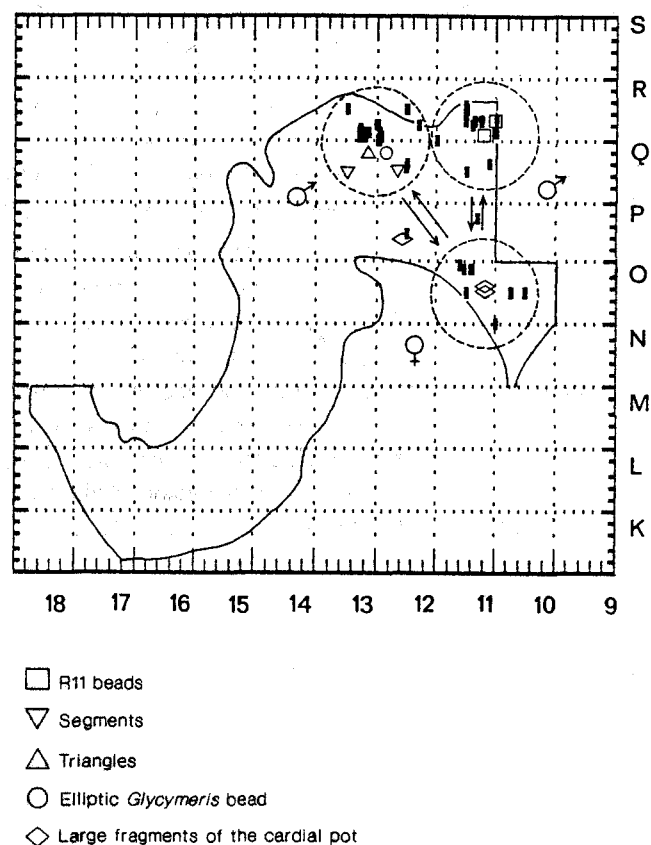 S
R
Q
P
O
N
M
L
K
18 17 16 15 14 13 12 11 10 9
R11 beads
Segments
Triangles
Elliptic Glycymeris bead
Large fragments of the cardial pot